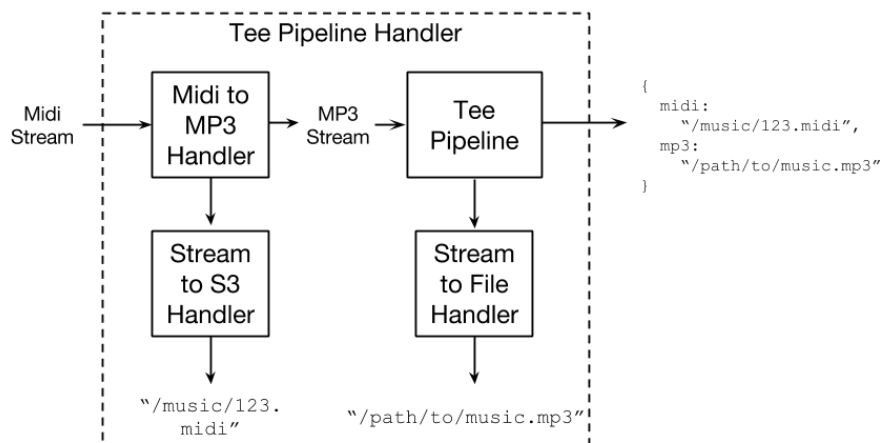 Tee Pipeline Handler
Midi
Stream
Midi to
MP3
Handler
MP3
Stream
Tee
Pipeline
{
midi:
“/music/123.midi”,
mp3:
“/path/to/music.mp3”
}
Stream
to S3
Handler
Stream
to File
Handler
“/music/123.
midi”
“/path/to/music.mp3”